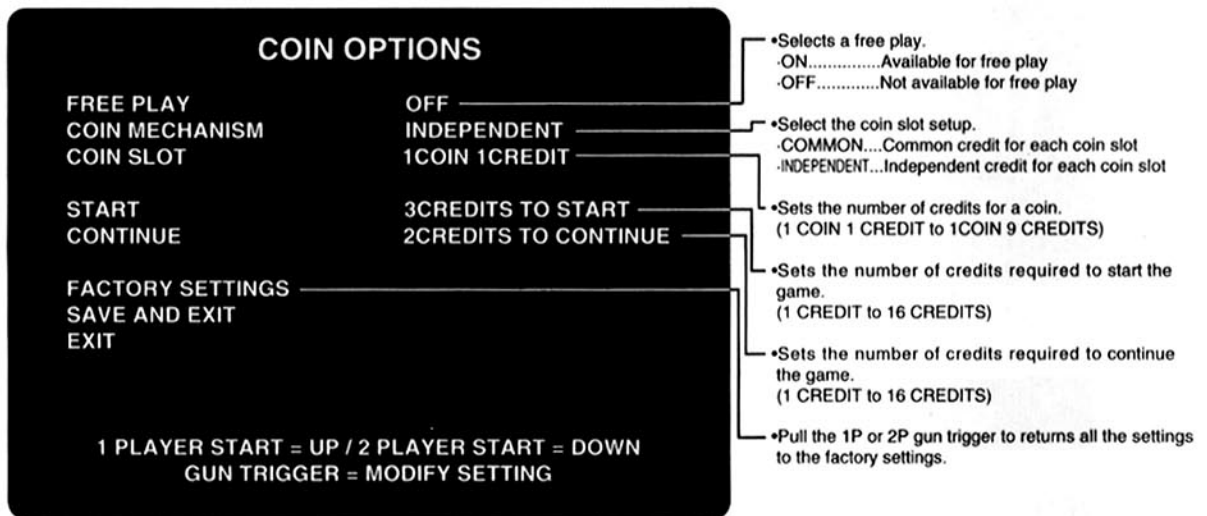 COIN OPTIONS
FREE PLAY OFF
COIN MECHANISM INDEPENDENT
COIN SLOT 1COIN 1CREDIT
START 3CREDITS TO START
CONTINUE 2CREDITS TO CONTINUE
FACTORY SETTINGS
SAVE AND EXIT
EXIT
1 PLAYER START = UP / 2 PLAYER START = DOWN
GUN TRIGGER = MODIFY SETTING
•Selects a free play.
·ON...............Available for free play
·OFF.............Not available for free play
•Select the coin slot setup.
·COMMON....Common credit for each coin slot
·INDEPENDENT...Independent credit for each coin slot
•Sets the number of credits for a coin.
(1 COIN 1 CREDIT to 1COIN 9 CREDITS)
•Sets the number of credits required to start the
game.
(1 CREDIT to 16 CREDITS)
•Sets the number of credits required to continue
the game.
(1 CREDIT to 16 CREDITS)
•Pull the 1P or 2P gun trigger to returns all the settings
to the factory settings.